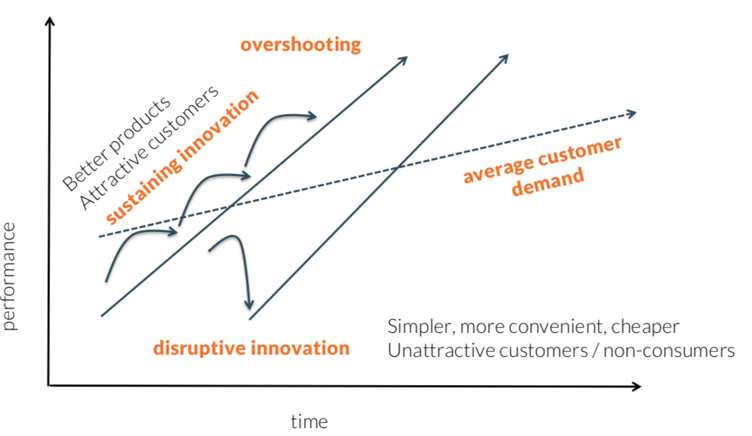 overshooting
Better products
Attractive customers
sustaining innovation
average customer
demand
performance
disruptive innovation
Simpler, more convenient, cheaper
Unattractive customers / non-consumers
time